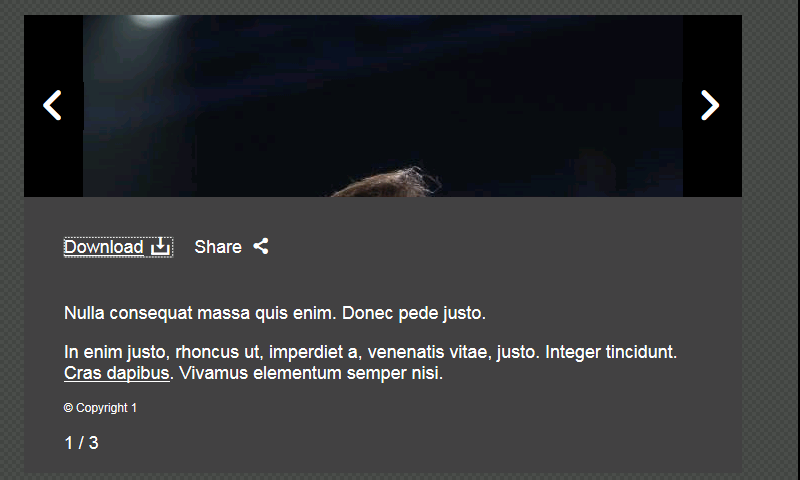 Download Share
Nulla consequat massa quis enim. Donec pede justo.
In enim justo, rhoncus ut, imperdiet a, venenatis vitae, justo. Integer tincidunt.
Cras dapibus. Vivamus elementum semper nisi.
© Copyright 1
1 / 3